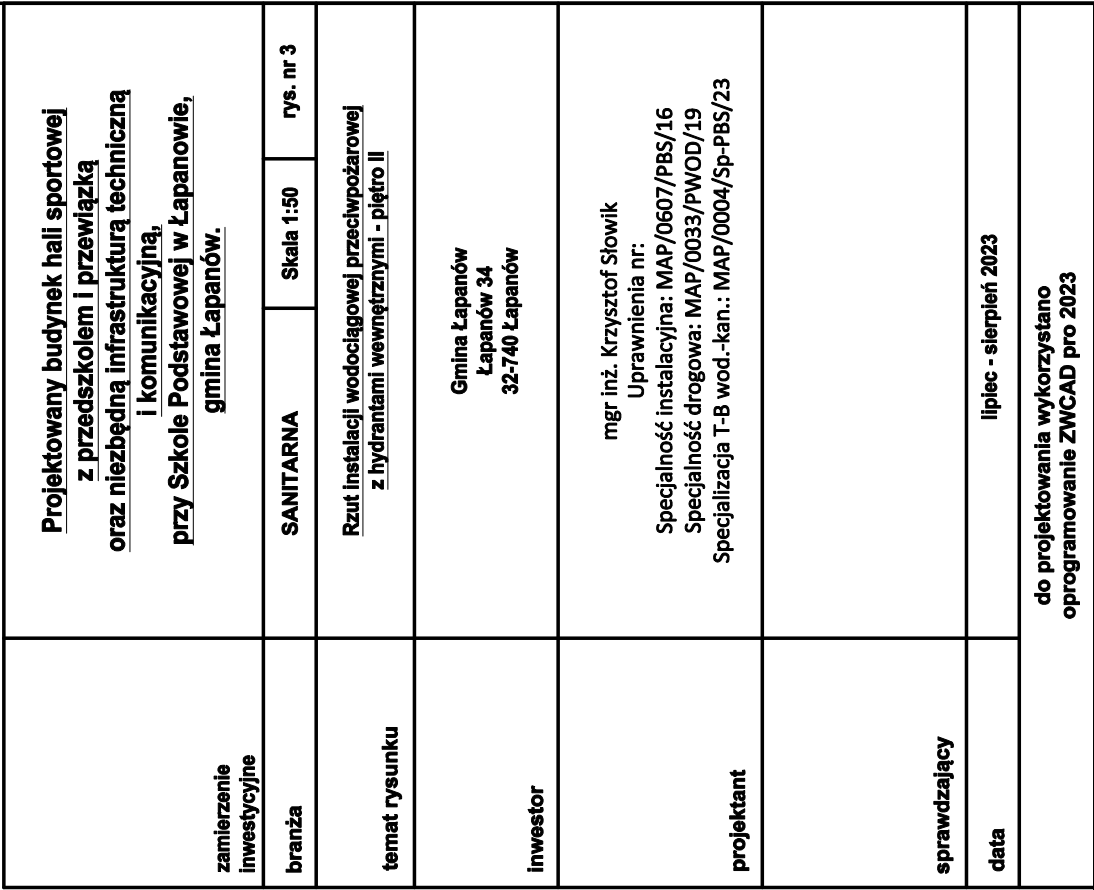 zamierzenie
inwestycyjne
Projektowany budynek hali sportowej
z przedszkolem i przewiązką
oraz niezbędną infrastrukturą techniczną
i komunikacyjną,
przy Szkole Podstawowej w Łapanowie,
gmina Łapanów.
branża
SANITARNA
Skala 1:50
rys. nr 3
temat rysunku
Rzut instalacji wodociągowej przeciwpożarowej
z hydrantami wewnętrznymi - piętro II
inwestor
Gmina Łapanów
Łapanów 34
32-740 Łapanów
projektant
mgr inż. Krzysztof Słowik
Uprawnienia nr:
Specjalność instalacyjna: MAP/0607/PBS/16
Specjalność drogowa: MAP/0033/PWOD/19
Specjalizacja T-B wod.-kan.: MAP/0004/Sp-PBS/23
sprawdzający
data
lipiec - sierpień 2023
do projektowania wykorzystano
oprogramowanie ZWCAD pro 2023